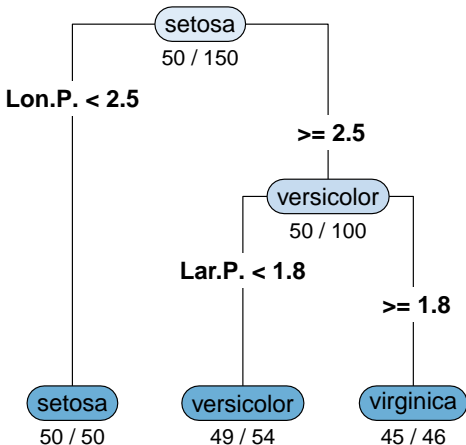 setosa
50 / 150
Lon.P. < 2.5
>= 2.5
versicolor
50 / 100
Lar.P. < 1.8
>= 1.8
setosa
versicolor
virginica
50 / 50
49 / 54
45 / 46